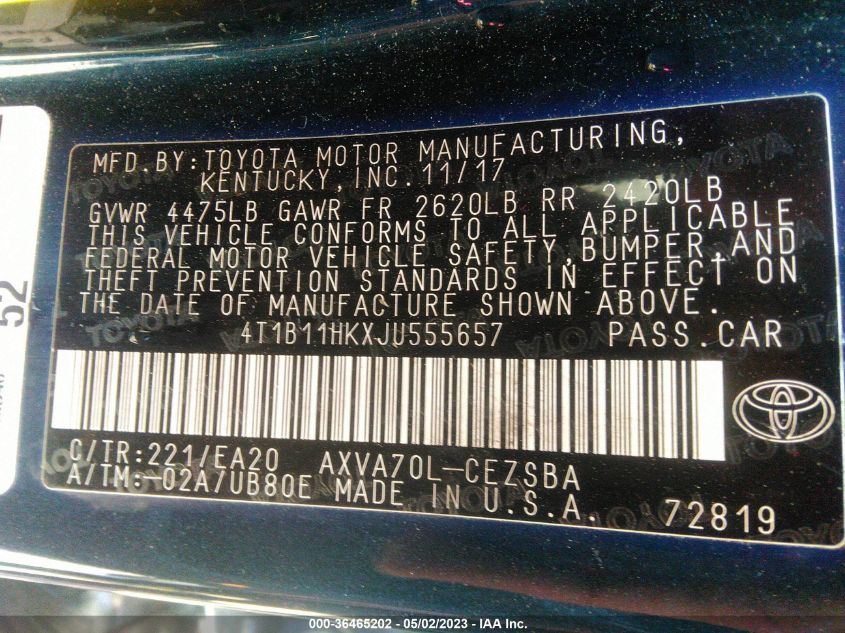 MFD.BY:TOYOTA MOTOR MANUFACTURING,
KENTUCKY,INC.11/17
GVWR 4475LB GAWR FR 2620LB RR 2420LB
THIS VEHICLE CONFORMS TO ALL APPLICABLE
FEDERAL MOTOR VEHICLE SAFETY,BUMPER,AND
THEFT PREVENTION STANDARDS IN EFFECT ON
THE DATE OF MANUFACTURE SHOWN ABOVE.
4T1B11HKXJU555657 PASS.CAR
C/TR:221/EA20 AXVA70L-CEZSBA
A/TM:-02A/UB80E MADE IN U.S.A. 72819
52
000-36465202 - 05/02/2023 - IAA Inc.